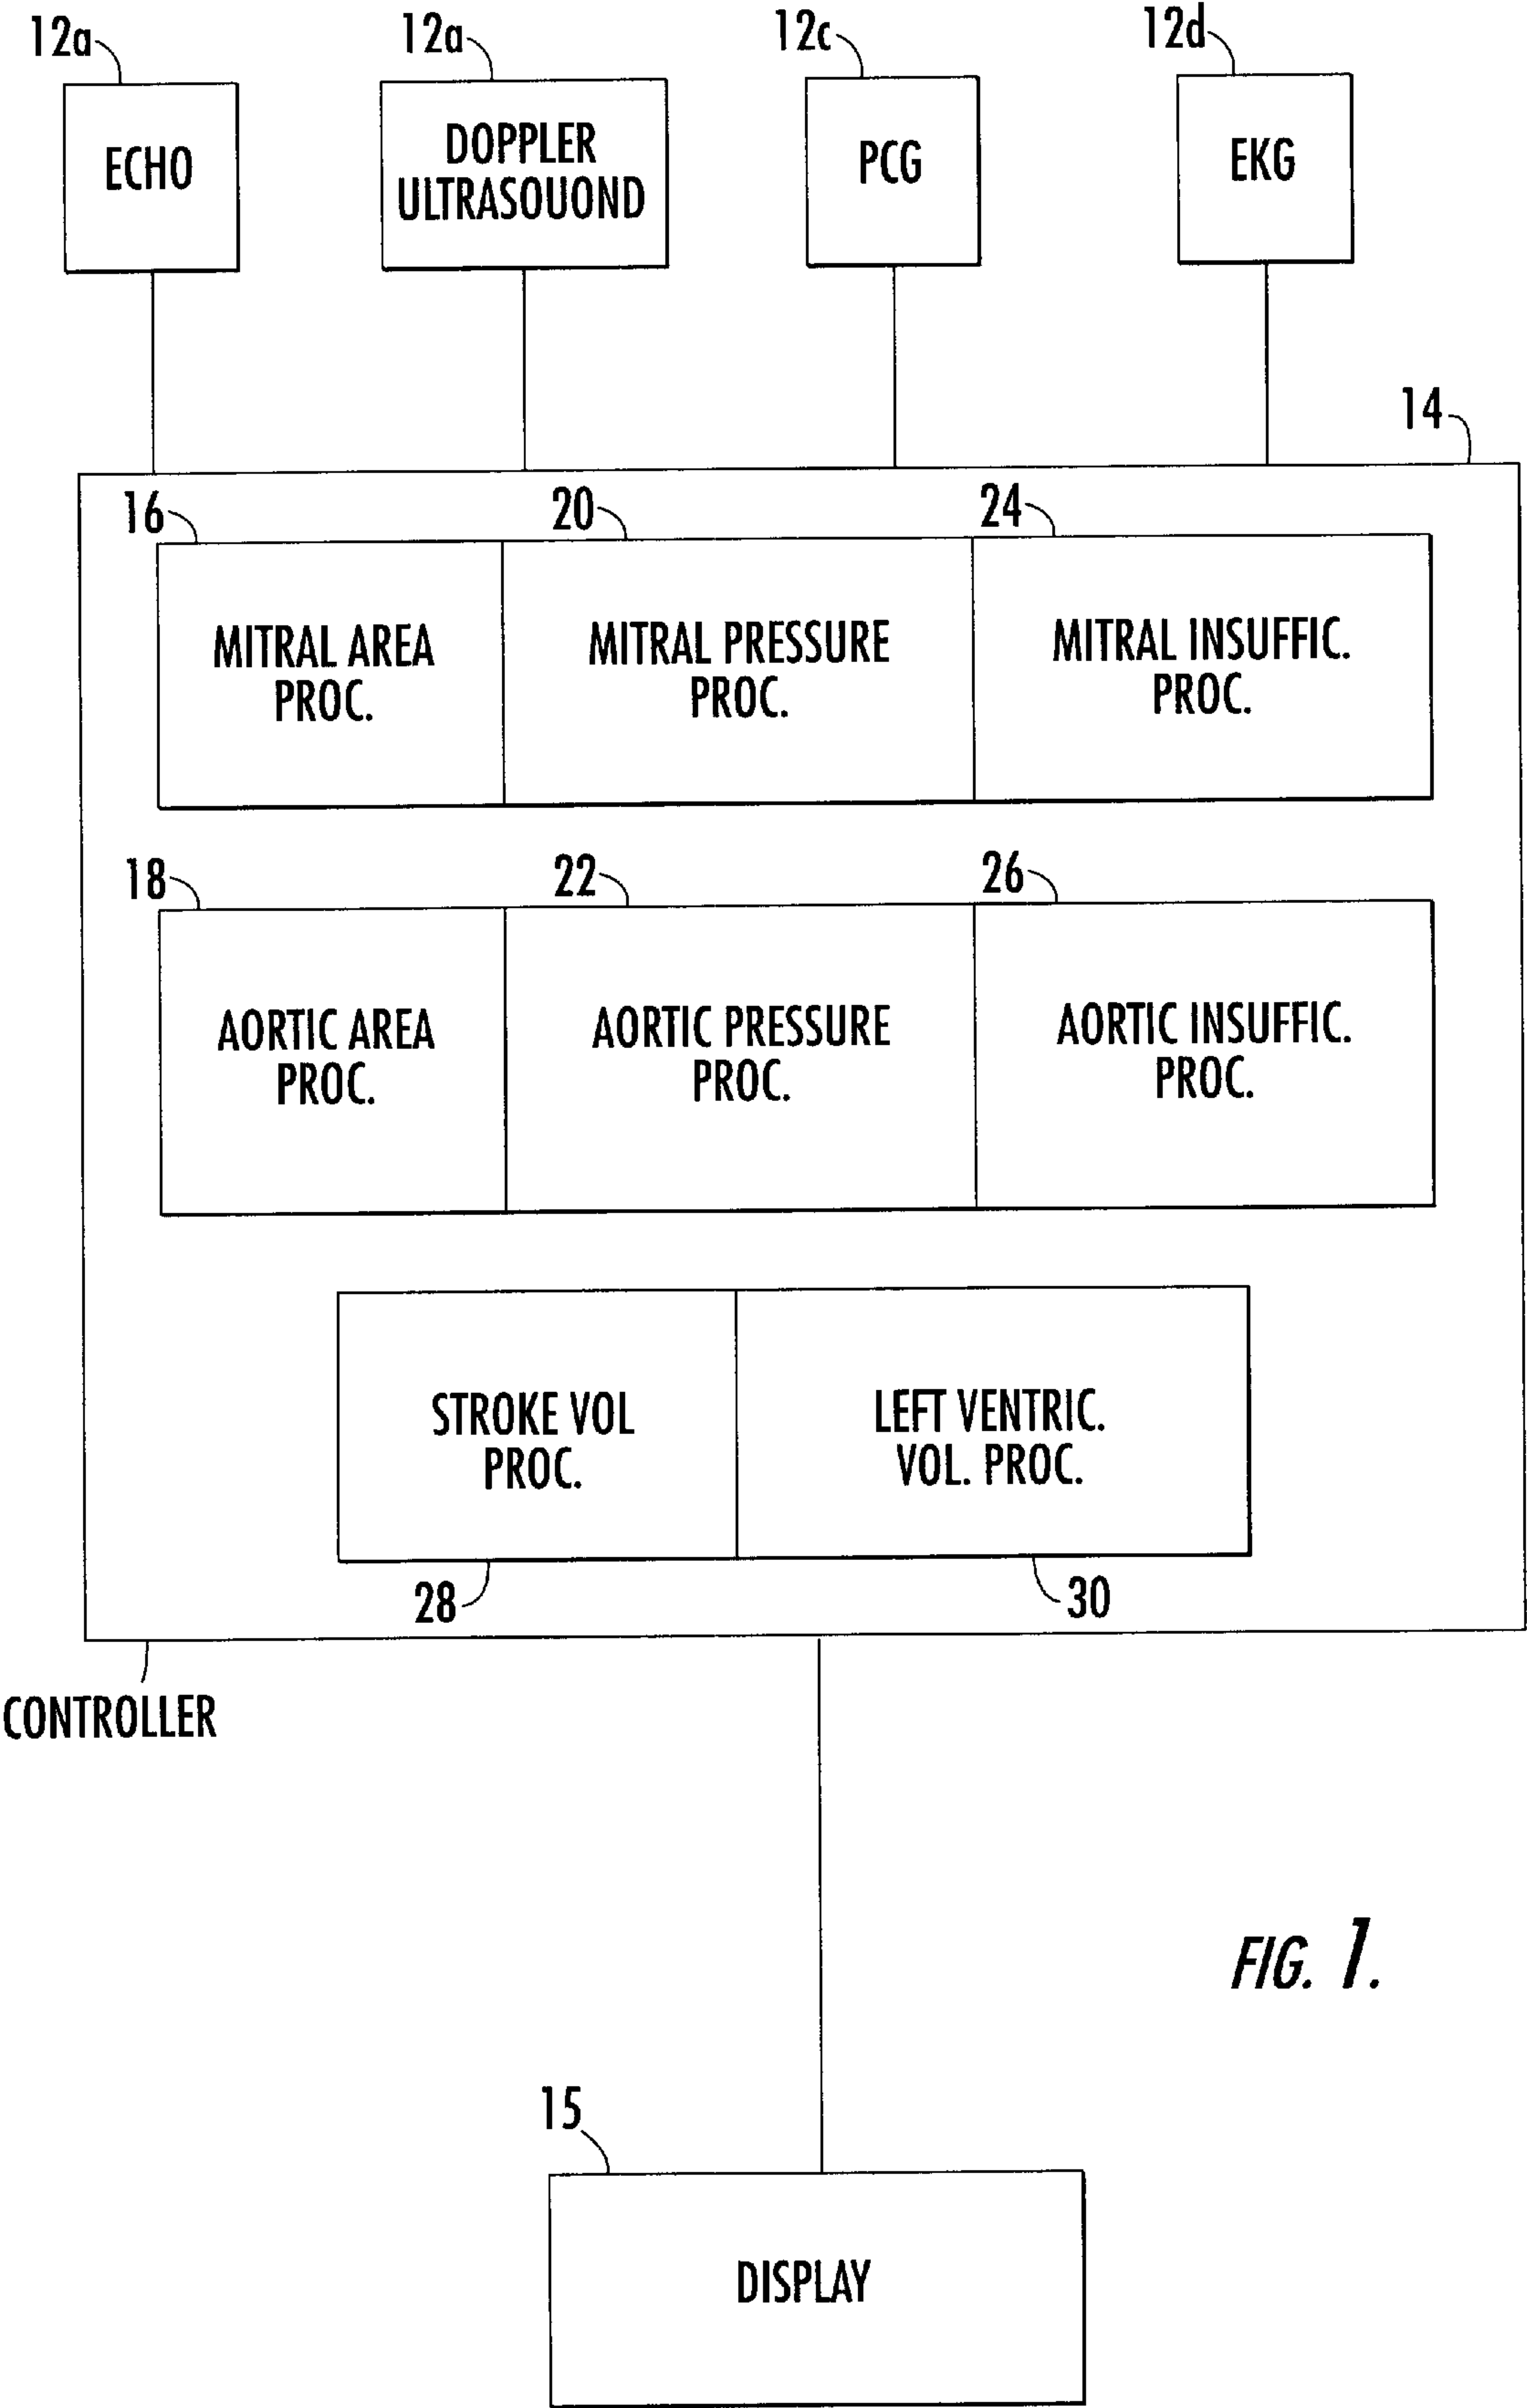 12a
12a
12c
12d
ECHO
DOPPLER
ULTRASOUOND
PCG
EKG
14
16
20
24
MITRAL AREA
PROC.
MITRAL PRESSURE
PROC.
MITRAL INSUFFIC.
PROC.
18
22
26
AORTIC AREA
PROC.
AORTIC PRESSURE
PROC.
AORTIC INSUFFIC.
PROC.
STROKE VOL
PROC.
LEFT VENTRIC.
VOL. PROC.
28
30
CONTROLLER
FIG. 1.
15
DISPLAY